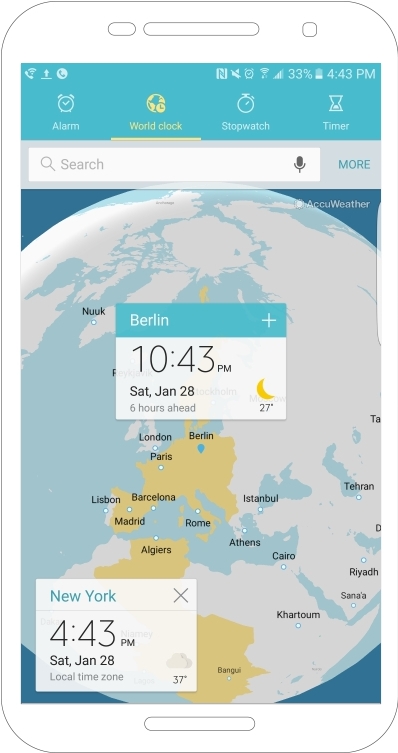 33% 4:43 PM
Alarm World clock Stopwatch Timer
Search MORE
AccuWeather
Nuuk
Berlin +
10:43 PM
Sat, Jan 28
6 hours ahead
27°
London
Berlin
Paris
Ta
Tehran
Lisbon
Barcelona
Istanbul
Madrid
Rome
Athens
D
Algiers
Cairo
Riyadh
Sana'a
Khartoum
New York
4:43 PM
Sat, Jan 28
Local time zone
37°
Bangui